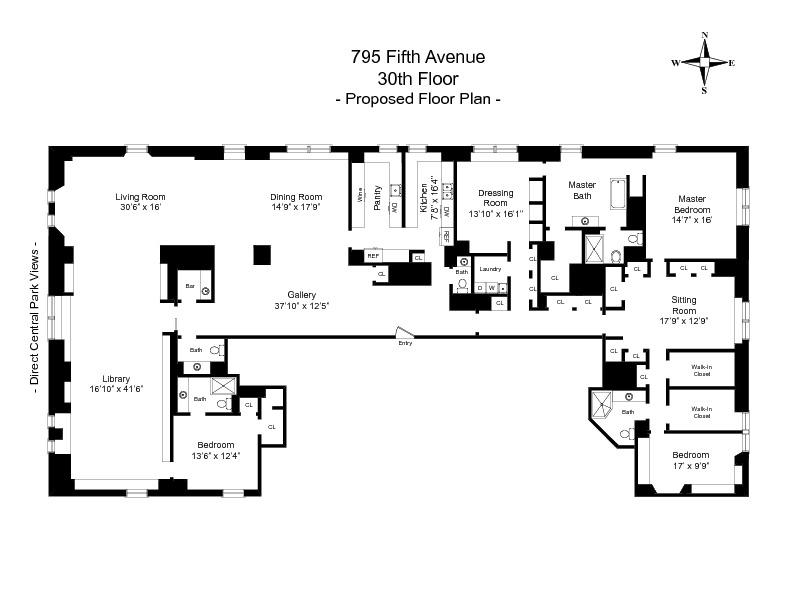 795 Fifth Avenue
30th Floor
- Proposed Floor Plan -
N
W E
S
- Direct Central Park Views -
Living Room
30'6" x 16'
Dining Room
14'9" x 17'9"
Wine
Pantry
DW
REF
CL
CL
Kitchen
7'8" x 16'4"
DW
REF
Dressing
Room
13'10" x 16'1"
Master
Bath
Master
Bedroom
14'7" x 16'
Bath
Laundry
D W
CL
CL
CL
CL
CL
CL
CL
CL
CL
CL
Sitting
Room
17'9" x 12'9"
Bar
Gallery
37'10" x 12'5"
Entry
Bath
Library
16'10" x 41'6"
Bath
CL
CL
Bedroom
13'6" x 12'4"
CL
CL
CL
Walk-In
Closet
Walk-In
Closet
Bath
Bedroom
17' x 9'9"